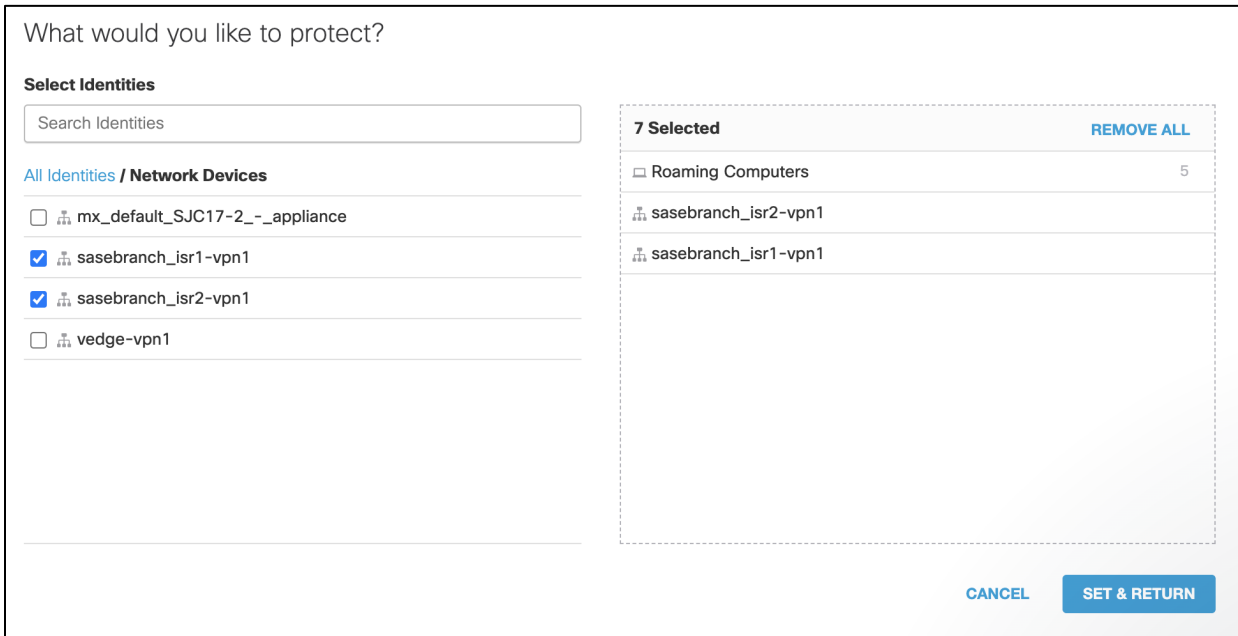 What would you like to protect?
Select Identities
Search Identities
All Identities / Network Devices
mx_default_SJC17-2_-_appliance
sasebranch_isr1-vpn1
sasebranch_isr2-vpn1
vedge-vpn1
7 Selected
REMOVE ALL
Roaming Computers
5
sasebranch_isr2-vpn1
sasebranch_isr1-vpn1
CANCEL
SET & RETURN